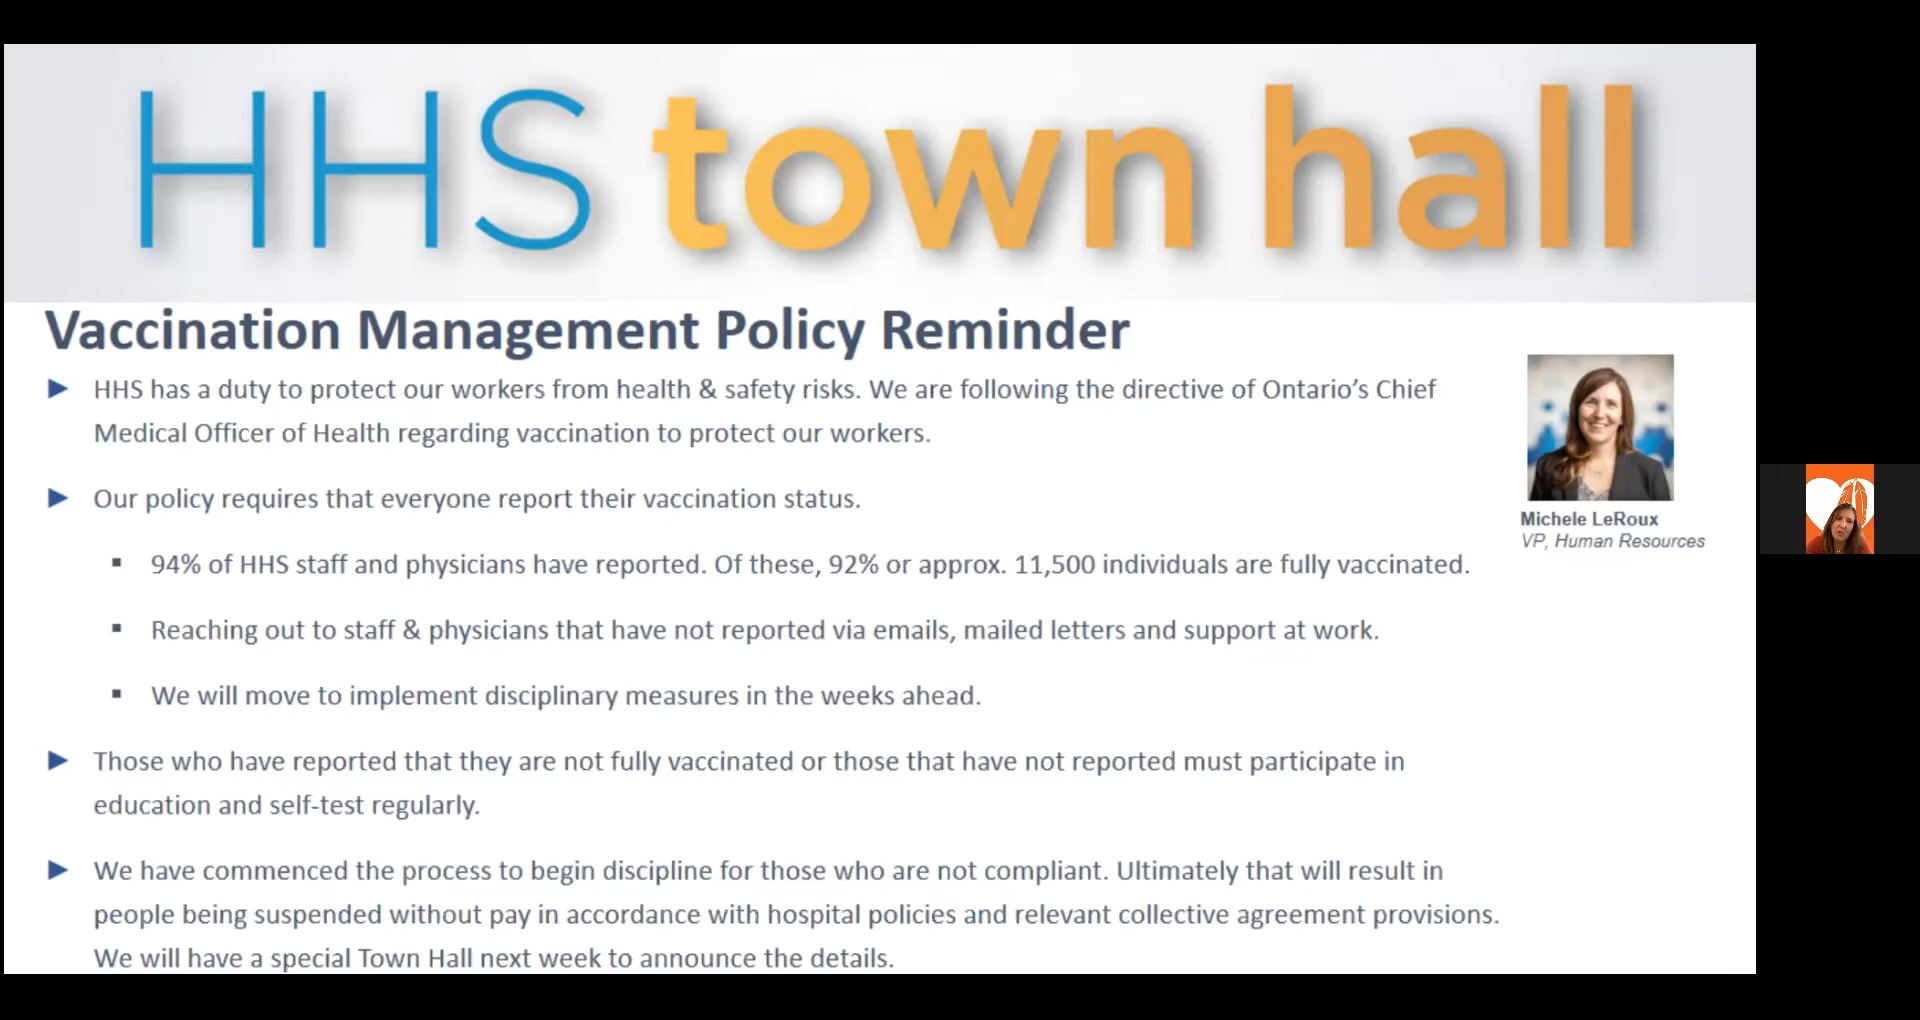 HHS town hall
Vaccination Management Policy Reminder
► HHS has a duty to protect our workers from health & safety risks. We are following the directive of Ontario's Chief
Medical Officer of Health regarding vaccination to protect our workers.
► Our policy requires that everyone report their vaccination status.
▪ 94% of HHS staff and physicians have reported. Of these, 92% or approx. 11,500 individuals are fully vaccinated.
▪ Reaching out to staff & physicians that have not reported via emails, mailed letters and support at work.
▪ We will move to implement disciplinary measures in the weeks ahead.
► Those who have reported that they are not fully vaccinated or those that have not reported must participate in
education and self-test regularly.
► We have commenced the process to begin discipline for those who are not compliant. Ultimately that will result in
people being suspended without pay in accordance with hospital policies and relevant collective agreement provisions.
We will have a special Town Hall next week to announce the details.
Michele LeRoux
VP, Human Resources